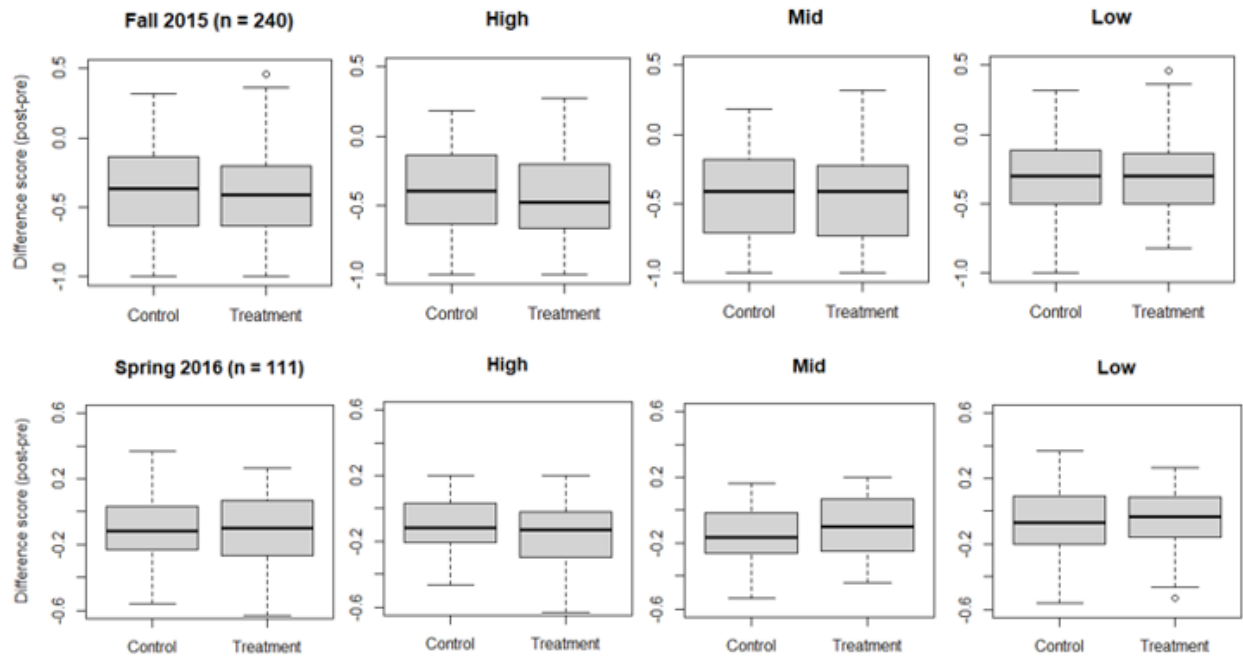 Fall 2015 (n = 240)
High
Mid
Low
Difference score (post-pre)
0.5
0.0
-0.5
-1.0
Control
Treatment
0.5
0.0
-0.5
-1.0
Control
Treatment
0.5
0.0
-0.5
-1.0
Control
Treatment
0.5
0.0
-0.5
-1.0
Control
Treatment
Spring 2016 (n = 111)
High
Mid
Low
Difference score (post-pre)
0.6
0.2
-0.2
-0.6
Control
Treatment
0.6
0.2
-0.2
-0.6
Control
Treatment
0.6
0.2
-0.2
-0.6
Control
Treatment
0.6
0.2
-0.2
-0.6
Control
Treatment